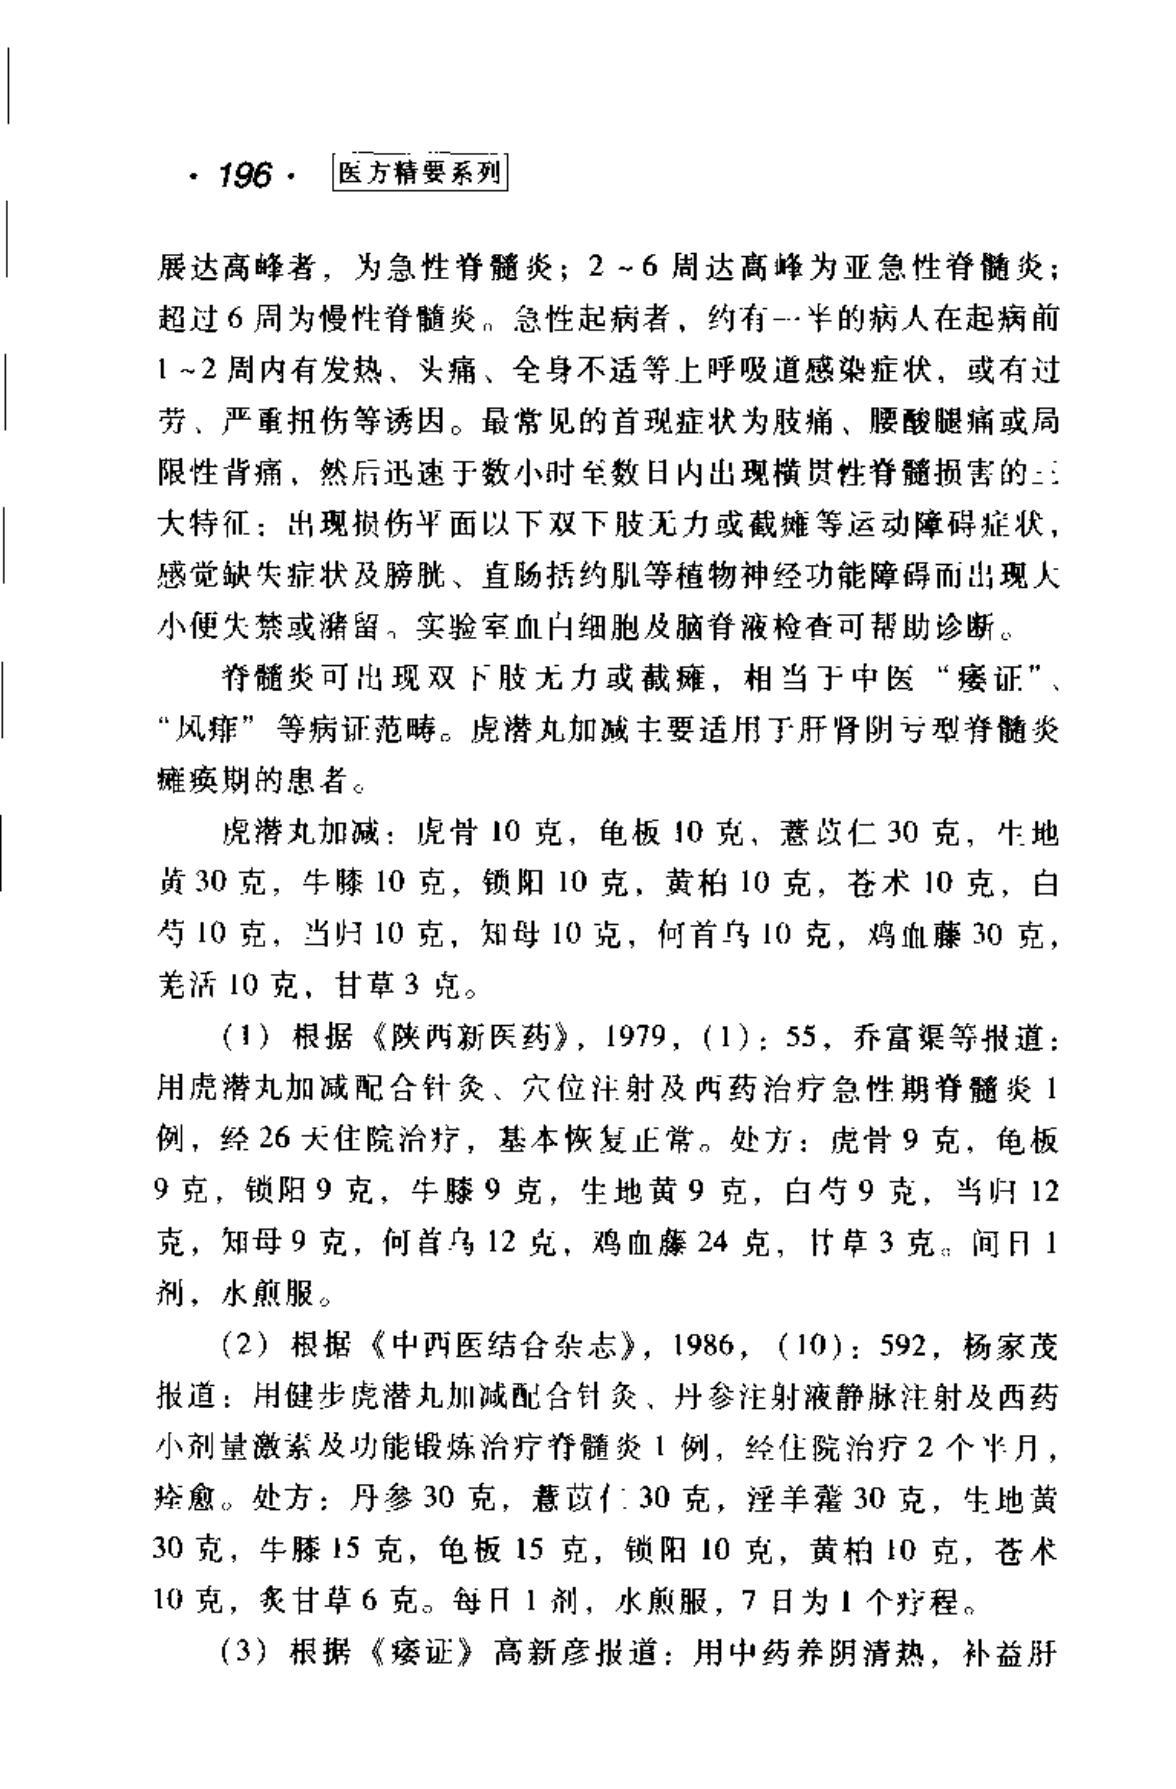 · 196 · 医方精要系列
展达高峰者，为急性脊髓炎；2～6 周达高峰为亚急性脊髓炎；
超过 6 周为慢性脊髓炎。急性起病者，约有一半的病人在起病前
1～2 周内有发热、头痛、全身不适等上呼吸道感染症状，或有过
劳、严重扭伤等诱因。最常见的首现症状为肢痛、腰酸腿痛或局
限性背痛，然后迅速于数小时至数日内出现横贯性脊髓损害的三
大特征：出现损伤平面以下双下肢无力或截瘫等运动障碍症状，
感觉缺失症状及膀胱、直肠括约肌等植物神经功能障碍而出现大
小便失禁或潴留。实验室血白细胞及脑脊液检查可帮助诊断。
脊髓炎可出现双下肢无力或截瘫，相当于中医“痿证”、
“风痱”等病证范畴。虎潜丸加减主要适用于肝肾阴亏型脊髓炎
瘫痪期的患者。
虎潜丸加减：虎骨 10 克，龟板 10 克，薏苡仁 30 克，生地
黄 30 克，牛膝 10 克，锁阳 10 克，黄柏 10 克，苍术 10 克，白
芍 10 克，当归 10 克，知母 10 克，何首乌 10 克，鸡血藤 30 克，
羌活 10 克，甘草 3 克。
（1）根据《陕西新医药》，1979，（1）：55，乔富渠等报道：
用虎潜丸加减配合针灸、穴位注射及西药治疗急性期脊髓炎 1
例，经 26 天住院治疗，基本恢复正常。处方：虎骨 9 克，龟板
9 克，锁阳 9 克，牛膝 9 克，生地黄 9 克，白芍 9 克，当归 12
克，知母 9 克，何首乌 12 克，鸡血藤 24 克，甘草 3 克。间日 1
剂，水煎服。
（2）根据《中西医结合杂志》，1986，（10）：592，杨家茂
报道：用健步虎潜丸加减配合针灸、丹参注射液静脉注射及西药
小剂量激素及功能锻炼治疗脊髓炎 1 例，经住院治疗 2 个半月，
痊愈。处方：丹参 30 克，薏苡仁 30 克，淫羊藿 30 克，生地黄
30 克，牛膝 15 克，龟板 15 克，锁阳 10 克，黄柏 10 克，苍术
10 克，炙甘草 6 克。每日 1 剂，水煎服，7 日为 1 个疗程。
（3）根据《痿证》高新彦报道：用中药养阴清热，补益肝